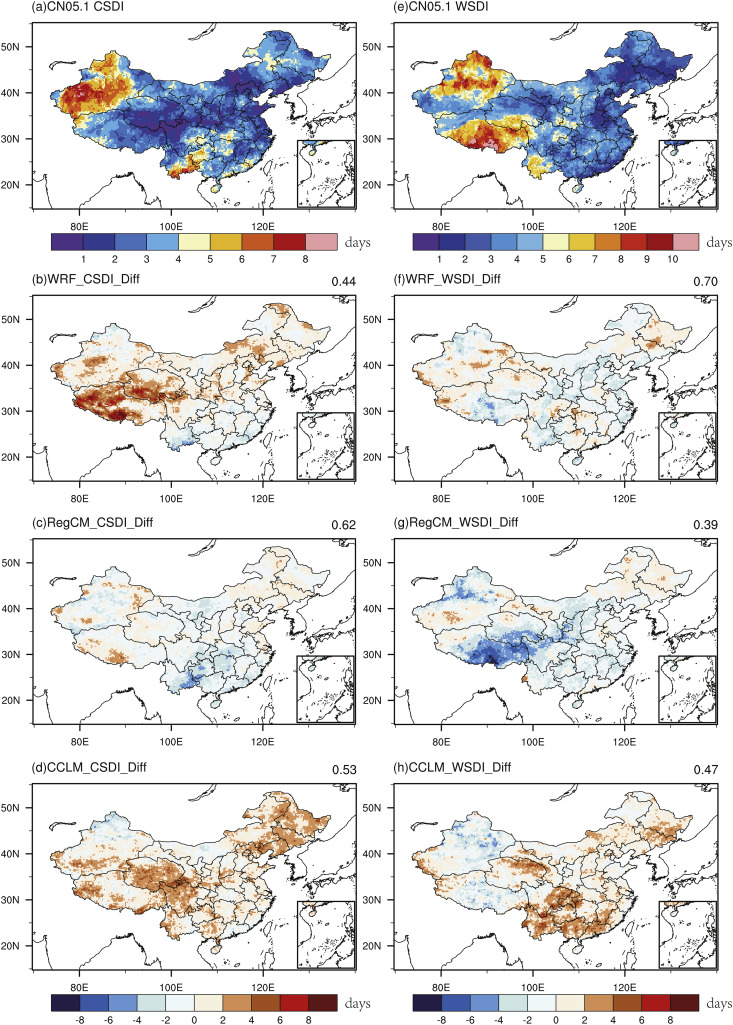 (a)CN05.1 CSDI
50N
40N
30N
20N
80E 100E 120E
1 2 3 4 5 6 7 8 days
(e)CN05.1 WSDI
50N
40N
30N
20N
80E 100E 120E
1 2 3 4 5 6 7 8 9 10 days
(b)WRF_CSDI_Diff 0.44
50N
40N
30N
20N
80E 100E 120E
(f)WRF_WSDI_Diff 0.70
50N
40N
30N
20N
80E 100E 120E
(c)RegCM_CSDI_Diff 0.62
50N
40N
30N
20N
80E 100E 120E
(g)RegCM_WSDI_Diff 0.39
50N
40N
30N
20N
80E 100E 120E
(d)CCLM_CSDI_Diff 0.53
50N
40N
30N
20N
80E 100E 120E
-8 -6 -4 -2 0 2 4 6 8 days
(h)CCLM_WSDI_Diff 0.47
50N
40N
30N
20N
80E 100E 120E
-8 -6 -4 -2 0 2 4 6 8 days